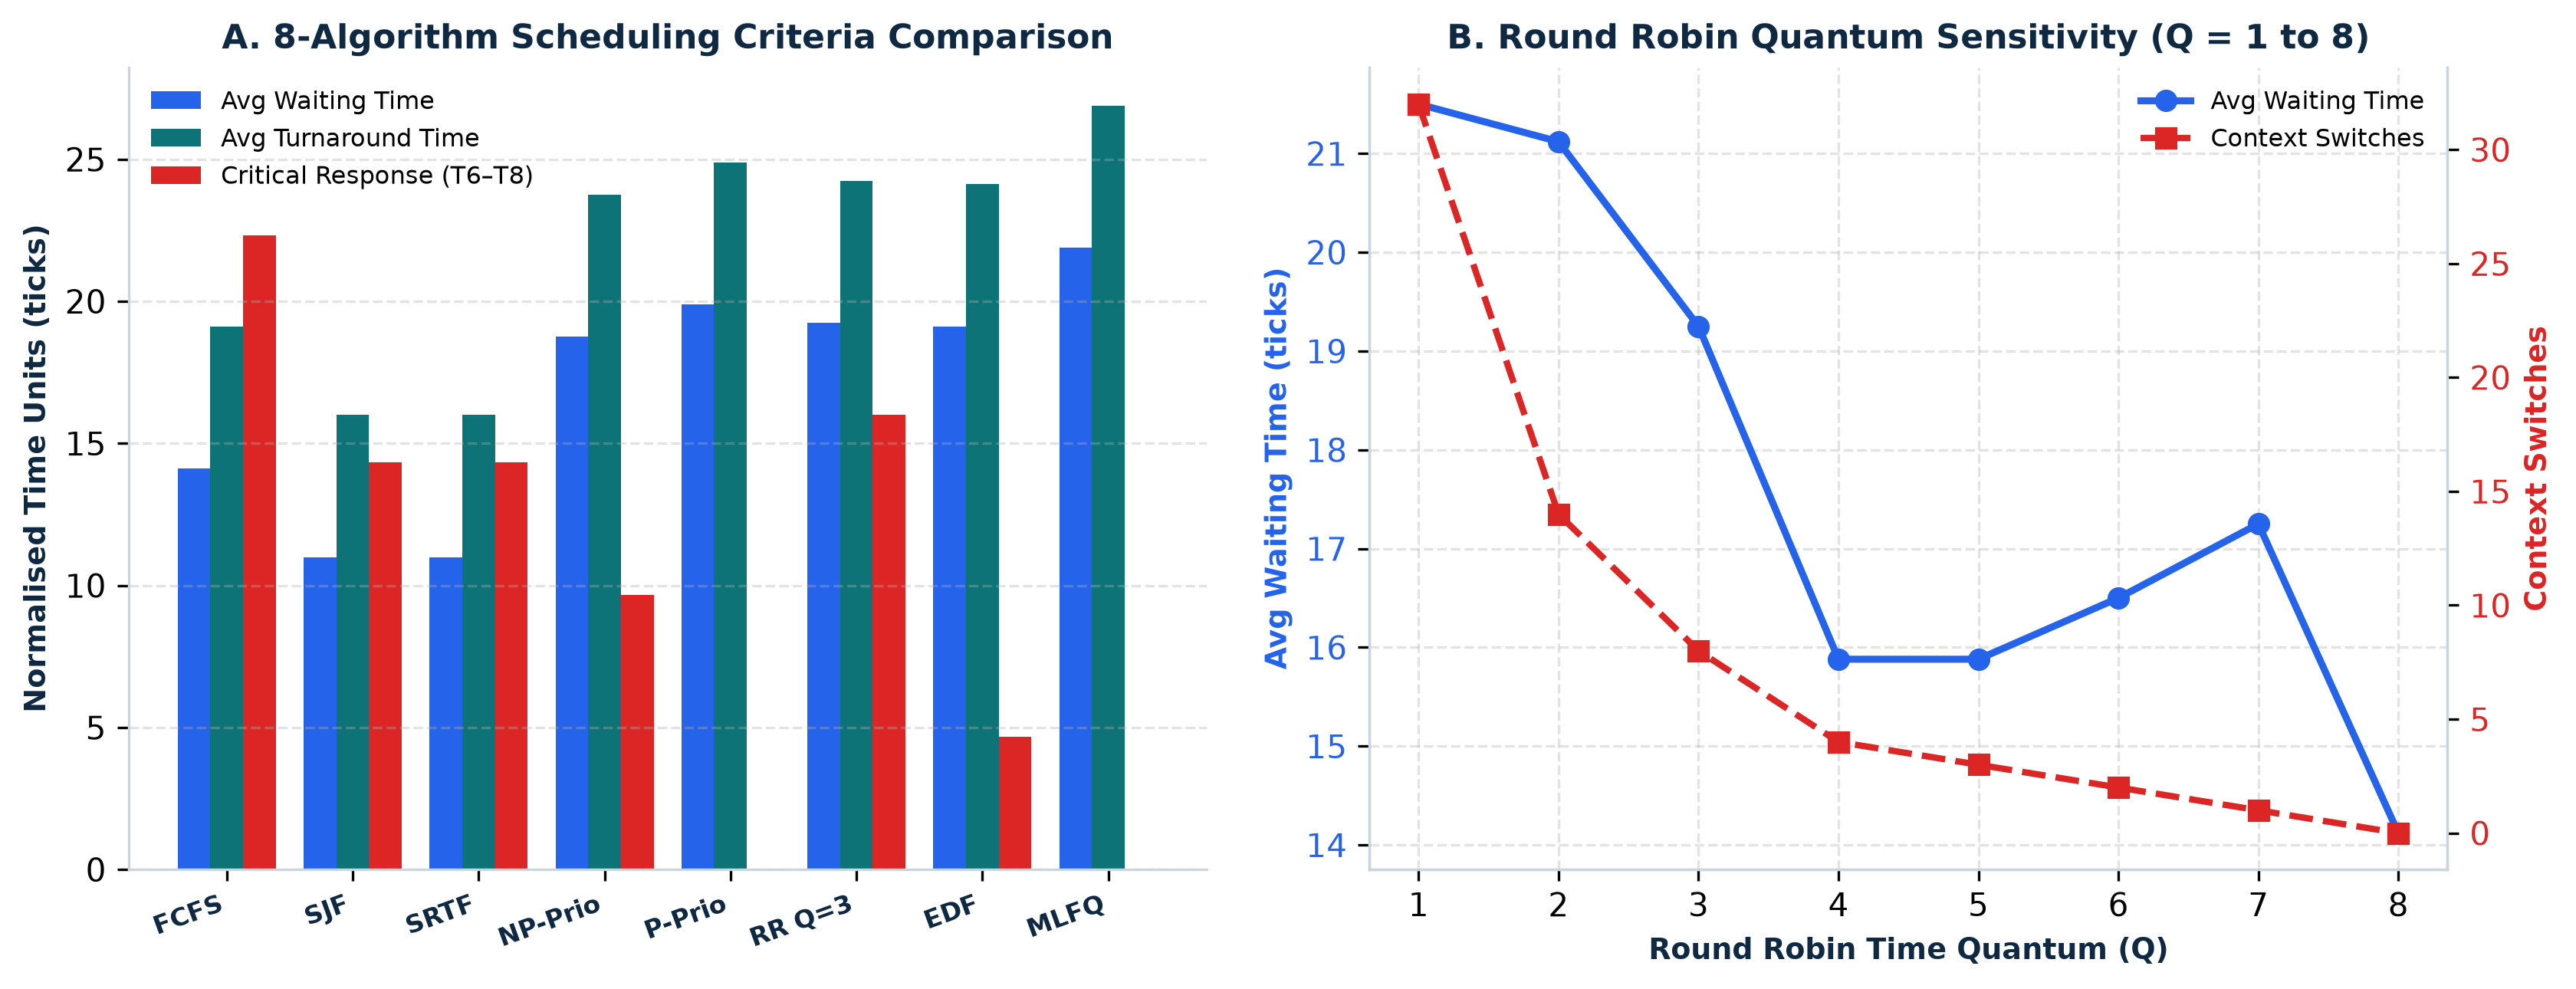 A. 8-Algorithm Scheduling Criteria Comparison
Avg Waiting Time
Avg Turnaround Time
Critical Response (T6–T8)
Normalised Time Units (ticks)
25
20
15
10
5
0
FCFS
SJF
SRTF
NP-Prio
P-Prio
RR Q=3
EDF
MLFQ
B. Round Robin Quantum Sensitivity (Q = 1 to 8)
Avg Waiting Time
Context Switches
Avg Waiting Time (ticks)
21
20
19
18
17
16
15
14
30
25
20
15
10
5
0
Context Switches
1
2
3
4
5
6
7
8
Round Robin Time Quantum (Q)